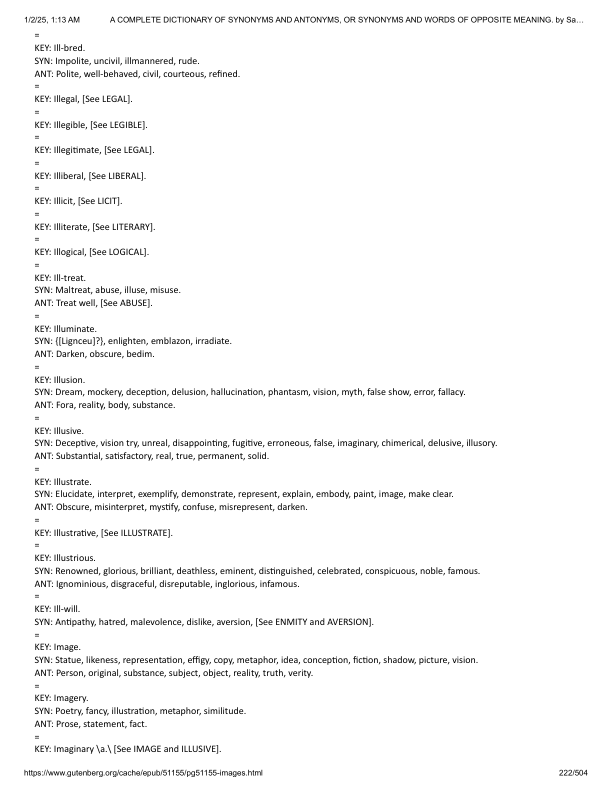 1/2/25, 1:13 AM A COMPLETE DICTIONARY OF SYNONYMS AND ANTONYMS, OR SYNONYMS AND WORDS OF OPPOSITE MEANING. by Sa…
=
KEY: Ill-bred.
SYN: Impolite, uncivil, illmannered, rude.
ANT: Polite, well-behaved, civil, courteous, refined.
=
KEY: Illegal, [See LEGAL].
=
KEY: Illegible, [See LEGIBLE].
=
KEY: Illegitimate, [See LEGAL].
=
KEY: Illiberal, [See LIBERAL].
=
KEY: Illicit, [See LICIT].
=
KEY: Illiterate, [See LITERARY].
=
KEY: Illogical, [See LOGICAL].
=
KEY: Ill-treat.
SYN: Maltreat, abuse, illuse, misuse.
ANT: Treat well, [See ABUSE].
=
KEY: Illuminate.
SYN: {[Lignceu]?}, enlighten, emblazon, irradiate.
ANT: Darken, obscure, bedim.
=
KEY: Illusion.
SYN: Dream, mockery, deception, delusion, hallucination, phantasm, vision, myth, false show, error, fallacy.
ANT: Fora, reality, body, substance.
=
KEY: Illusive.
SYN: Deceptive, vision try, unreal, disappointing, fugitive, erroneous, false, imaginary, chimerical, delusive, illusory.
ANT: Substantial, satisfactory, real, true, permanent, solid.
=
KEY: Illustrate.
SYN: Elucidate, interpret, exemplify, demonstrate, represent, explain, embody, paint, image, make clear.
ANT: Obscure, misinterpret, mystify, confuse, misrepresent, darken.
=
KEY: Illustrative, [See ILLUSTRATE].
=
KEY: Illustrious.
SYN: Renowned, glorious, brilliant, deathless, eminent, distinguished, celebrated, conspicuous, noble, famous.
ANT: Ignominious, disgraceful, disreputable, inglorious, infamous.
=
KEY: Ill-will.
SYN: Antipathy, hatred, malevolence, dislike, aversion, [See ENMITY and AVERSION].
=
KEY: Image.
SYN: Statue, likeness, representation, effigy, copy, metaphor, idea, conception, fiction, shadow, picture, vision.
ANT: Person, original, substance, subject, object, reality, truth, verity.
=
KEY: Imagery.
SYN: Poetry, fancy, illustration, metaphor, similitude.
ANT: Prose, statement, fact.
=
KEY: Imaginary \a.\ [See IMAGE and ILLUSIVE].
https://www.gutenberg.org/cache/epub/51155/pg51155-images.html 222/504